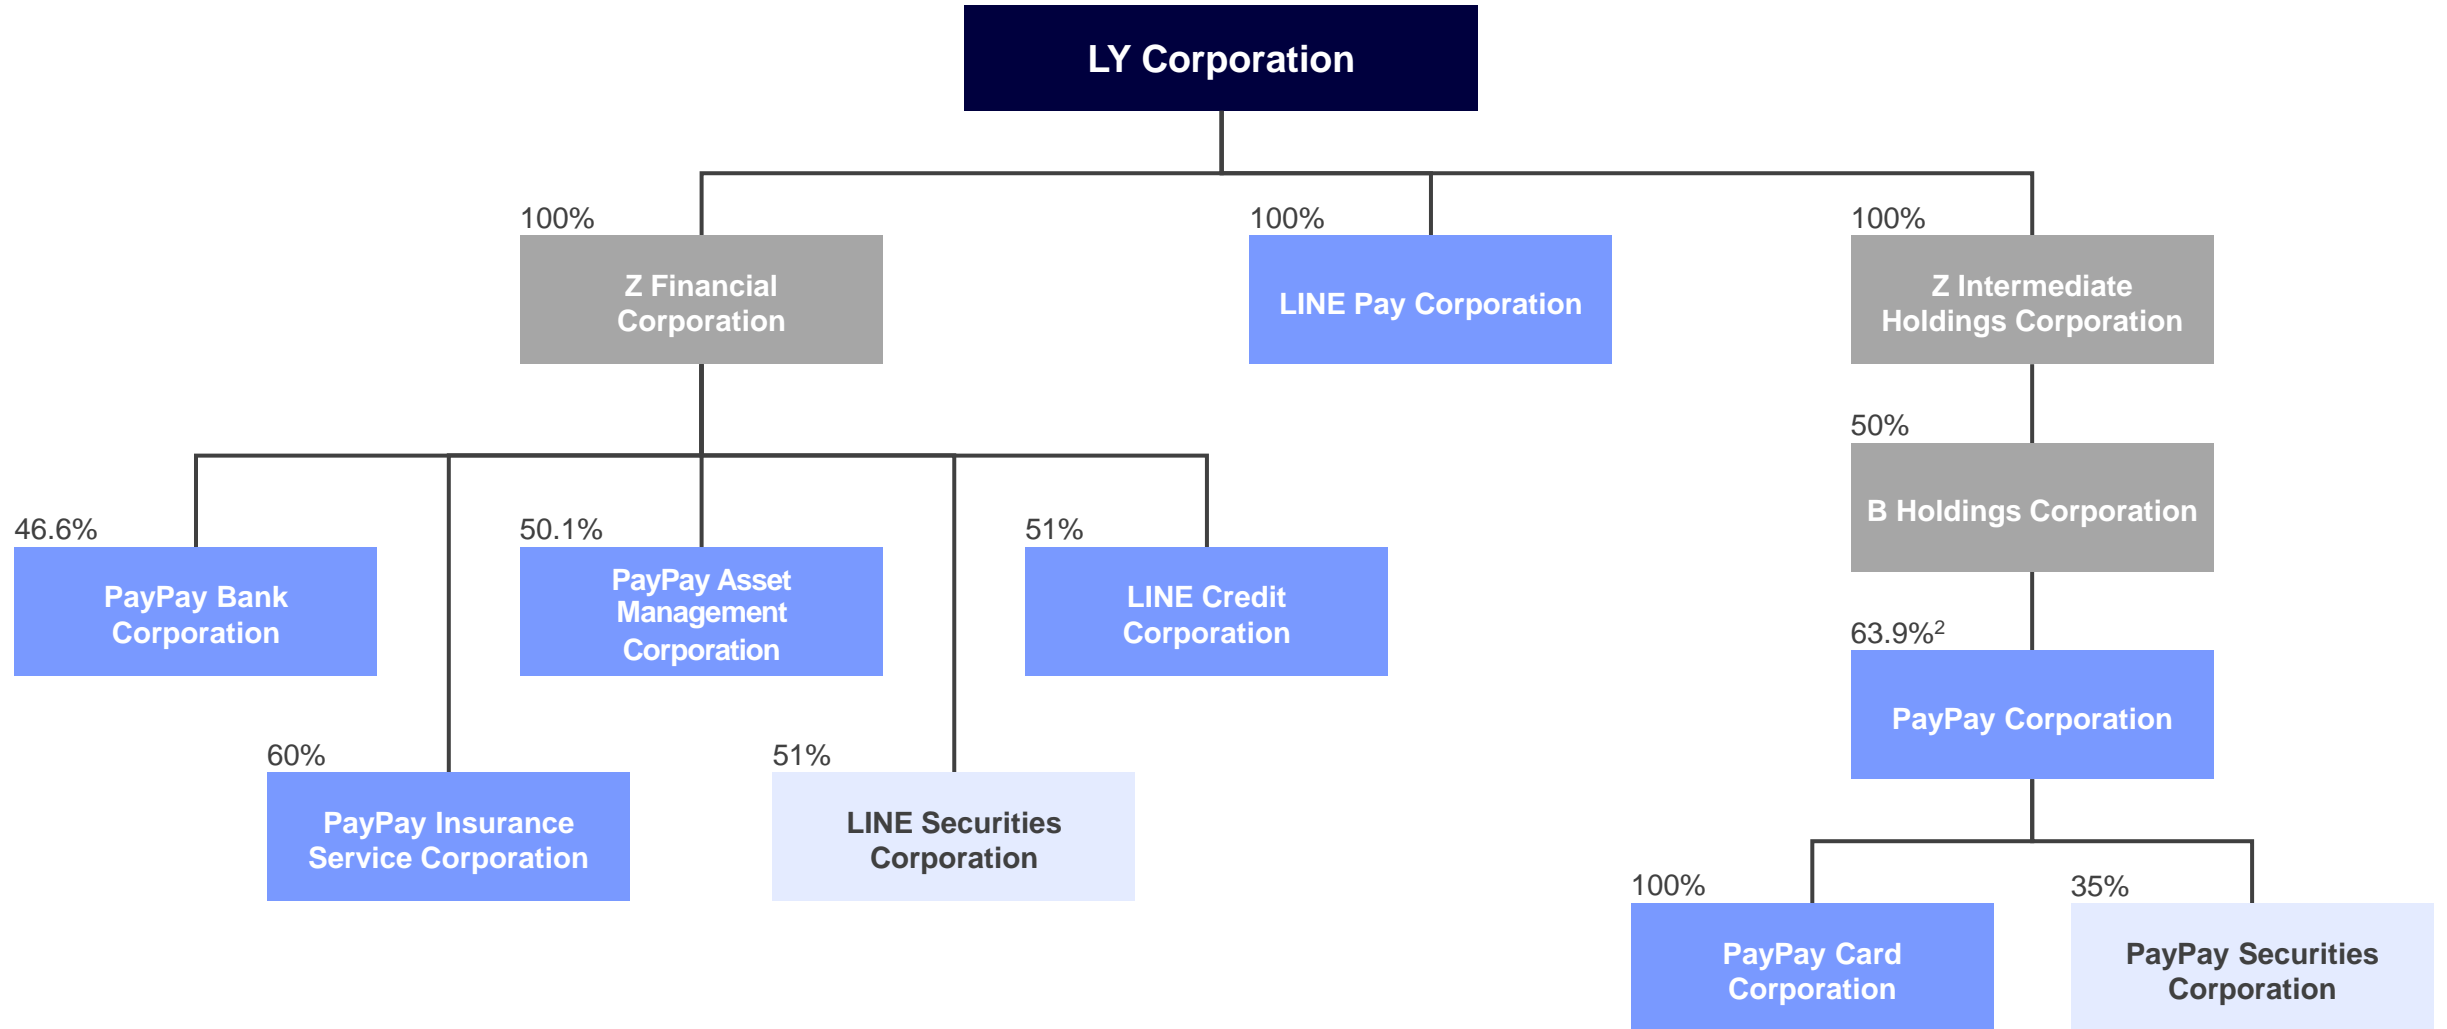 LY Corporation
100%
Z Financial
Corporation
100%
LINE Pay Corporation
100%
Z Intermediate
Holdings Corporation
50%
B Holdings Corporation
46.6%
PayPay Bank
Corporation
50.1%
PayPay Asset
Management
Corporation
51%
LINE Credit
Corporation
63.9%²
PayPay Corporation
60%
PayPay Insurance
Service Corporation
51%
LINE Securities
Corporation
100%
PayPay Card
Corporation
35%
PayPay Securities
Corporation